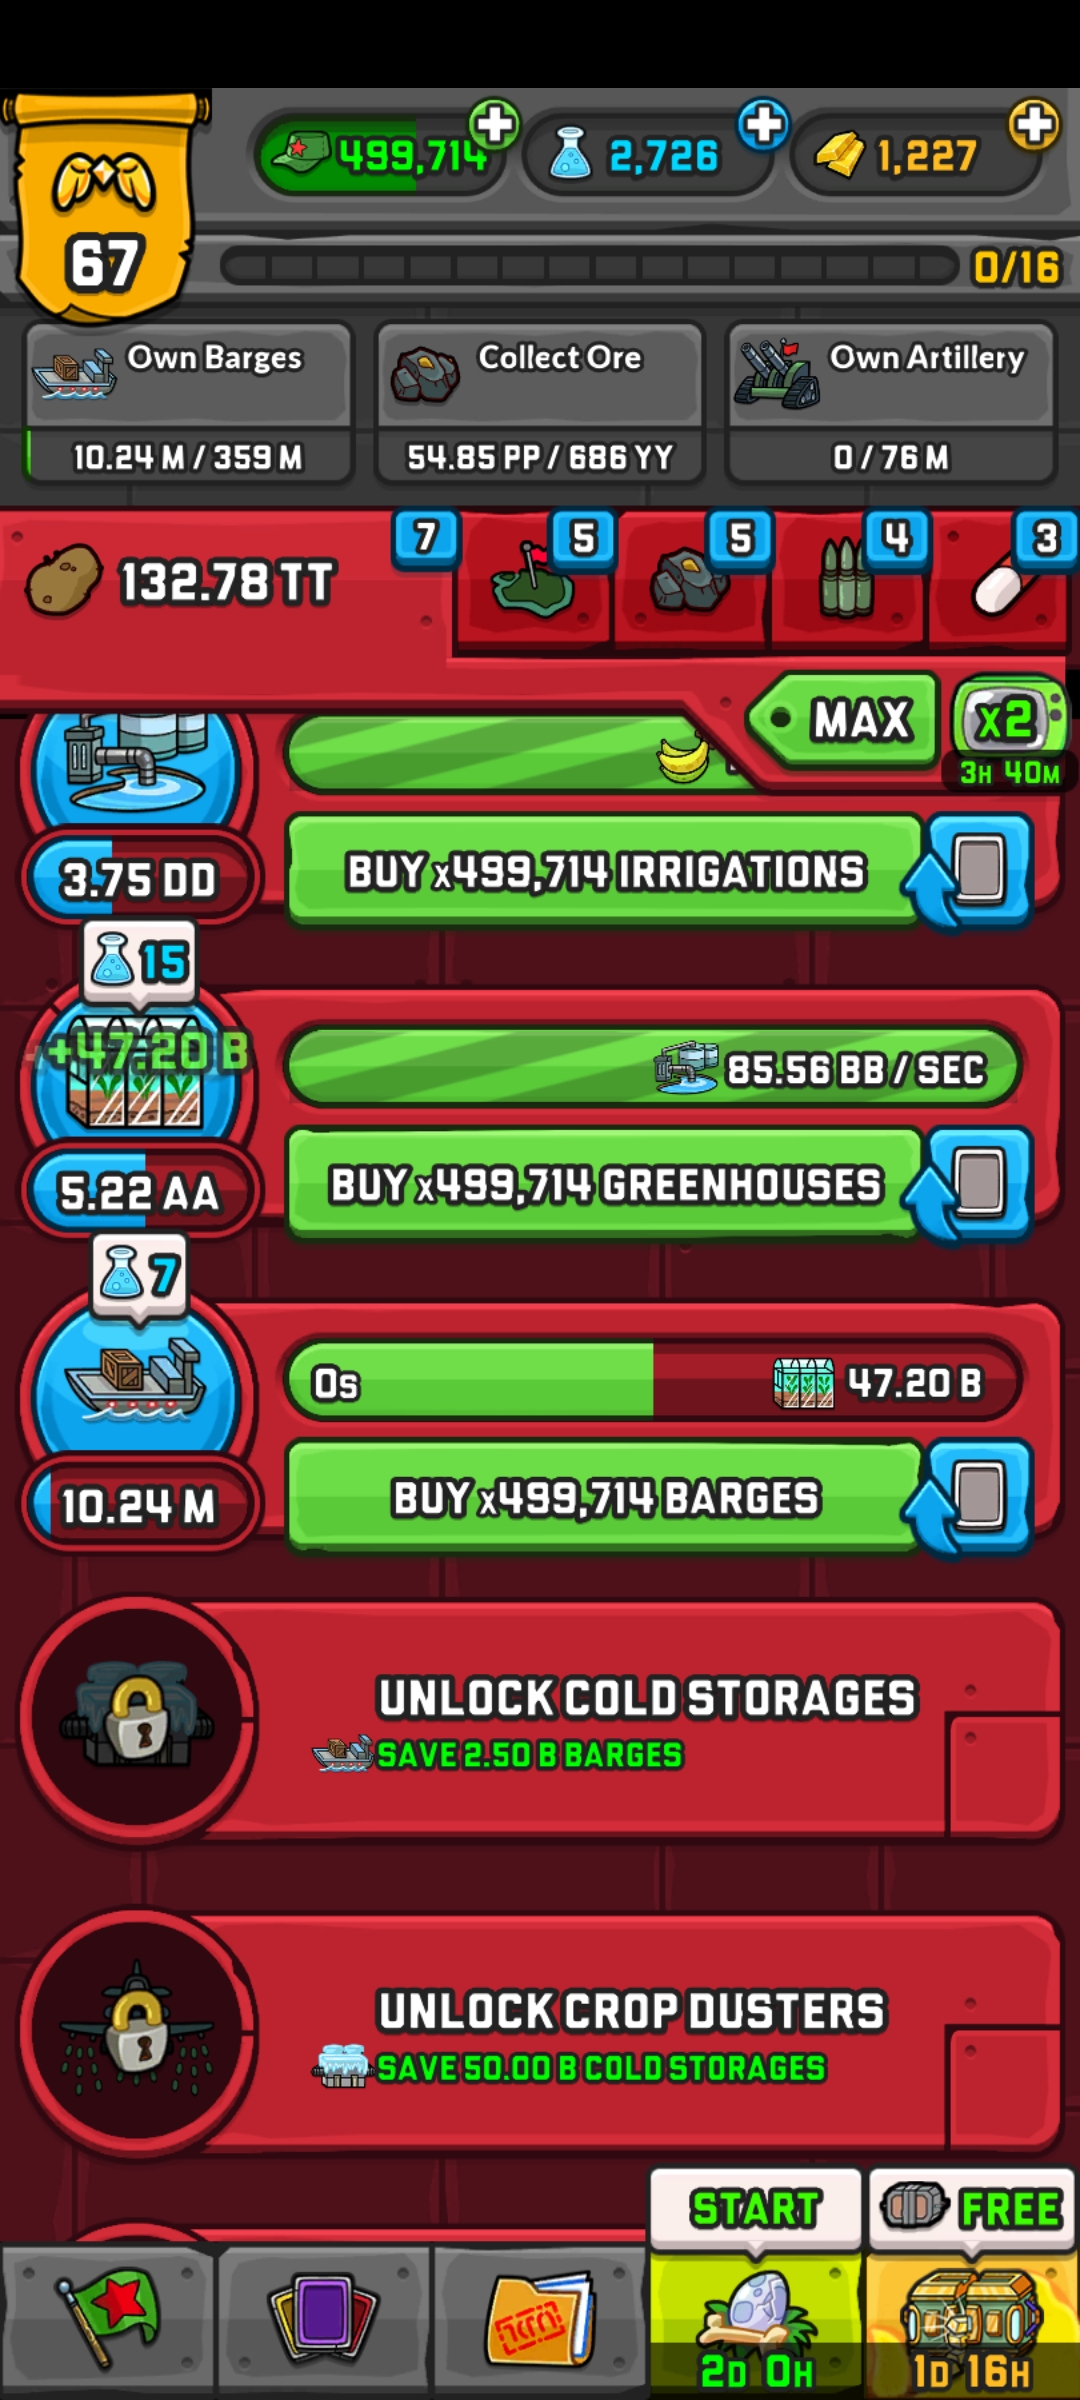 499,714
2,726
1,227
67
0/16
Own Barges
10.24 M / 359 M
Collect Ore
54.85 PP / 686 YY
Own Artillery
0 / 76 M
132.78 TT
7
5
5
4
3
MAX
X2
3H 40M
3.75 DD
BUY x499,714 IRRIGATIONS
15
+47.20 B
85.56 BB / SEC
5.22 AA
BUY x499,714 GREENHOUSES
7
0s
47.20 B
10.24 M
BUY x499,714 BARGES
UNLOCK COLD STORAGES
SAVE 2.50 B BARGES
UNLOCK CROP DUSTERS
SAVE 50.00 B COLD STORAGES
START
FREE
2D 0H
1D 16H